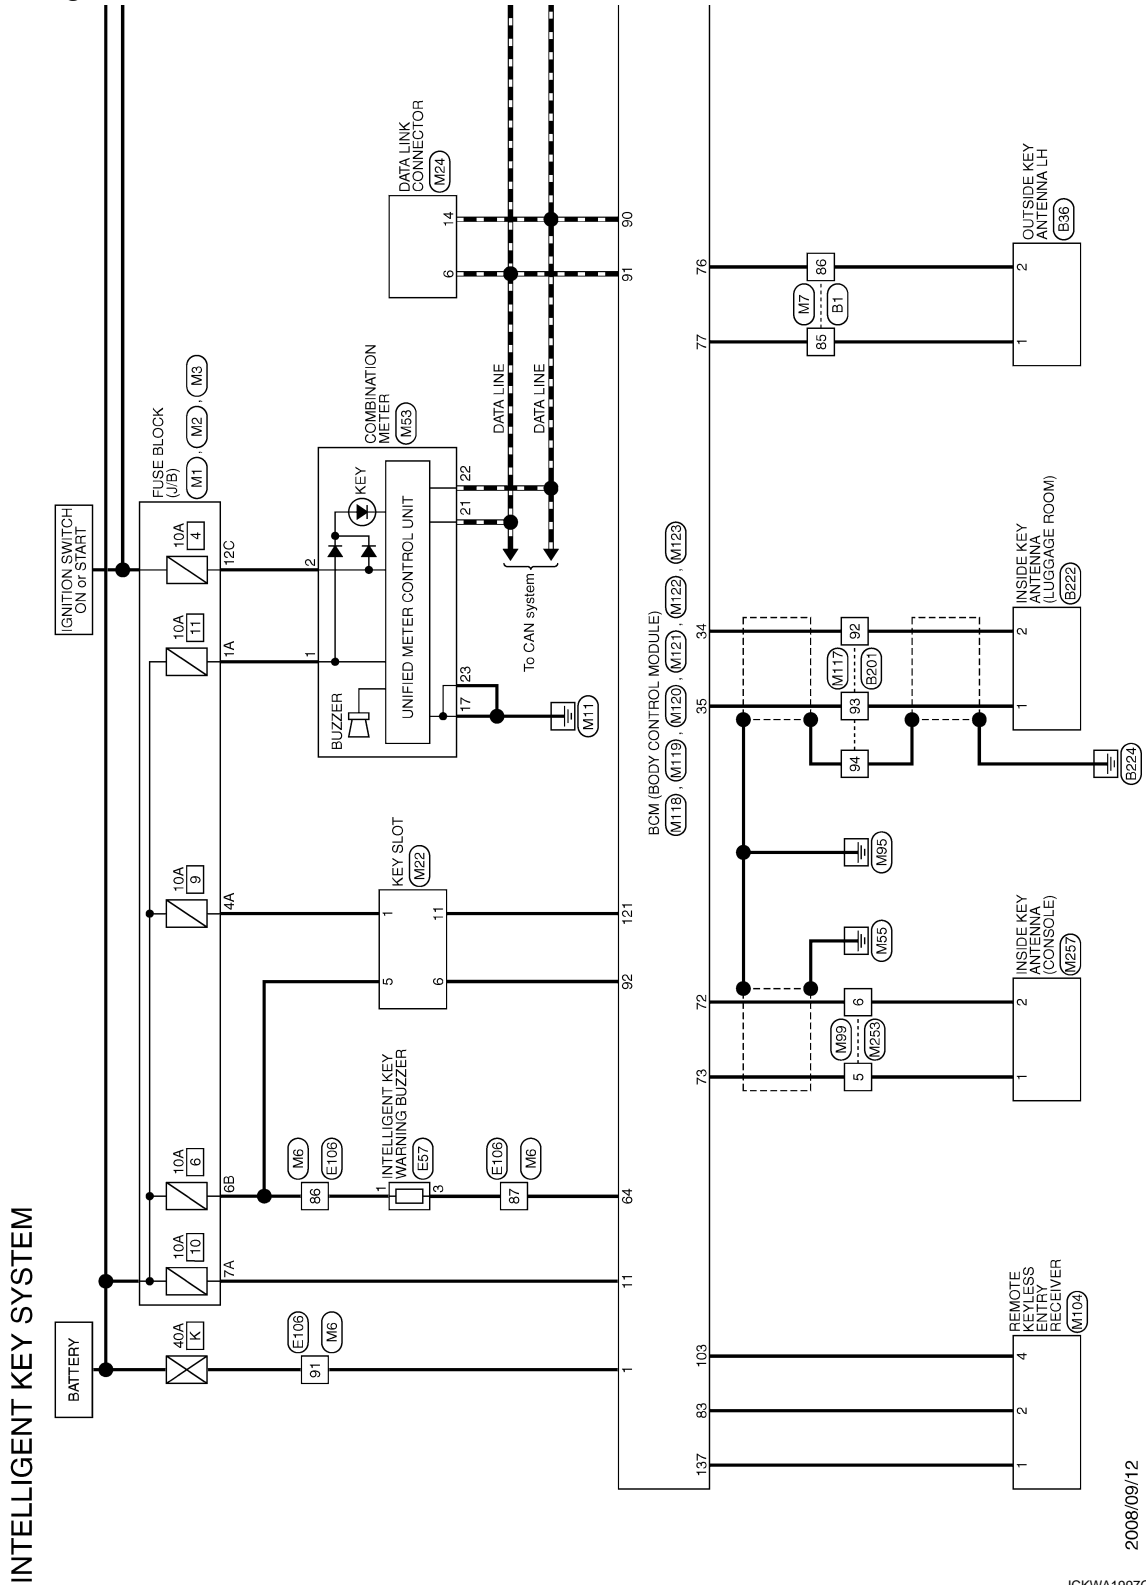 INTELLIGENT KEY SYSTEM
BATTERY
IGNITION SWITCH
ON or START
40A
K
10A
10
10A
6
10A
9
10A
11
10A
4
FUSE BLOCK
(J/B)
M1 , M2 , M3
7A
6B
4A
1A
12C
E106
91
M6
M6
86
E106
1
INTELLIGENT KEY
WARNING BUZZER
E57
3
E106
87
M6
KEY SLOT
M22
5
1
6
11
COMBINATION
METER
M53
1
2
BUZZER
KEY
UNIFIED METER CONTROL UNIT
17
23
21
22
M11
DATA LINK
CONNECTOR
M24
6
14
DATA LINE
DATA LINE
To CAN system
1
11
64
92
121
91
90
BCM (BODY CONTROL MODULE)
M118 , M119 , M120 , M121 , M122 , M123
137
83
103
73
72
35
34
77
76
M99
5
6
M253
M55
M95
M117
94
93
92
B201
M7
85
86
B1
B224
1
2
4
REMOTE
KEYLESS
ENTRY
RECEIVER
M104
1
2
INSIDE KEY
ANTENNA
(CONSOLE)
M257
1
2
INSIDE KEY
ANTENNA
(LUGGAGE ROOM)
B222
1
2
OUTSIDE KEY
ANTENNA LH
B36
2008/09/12